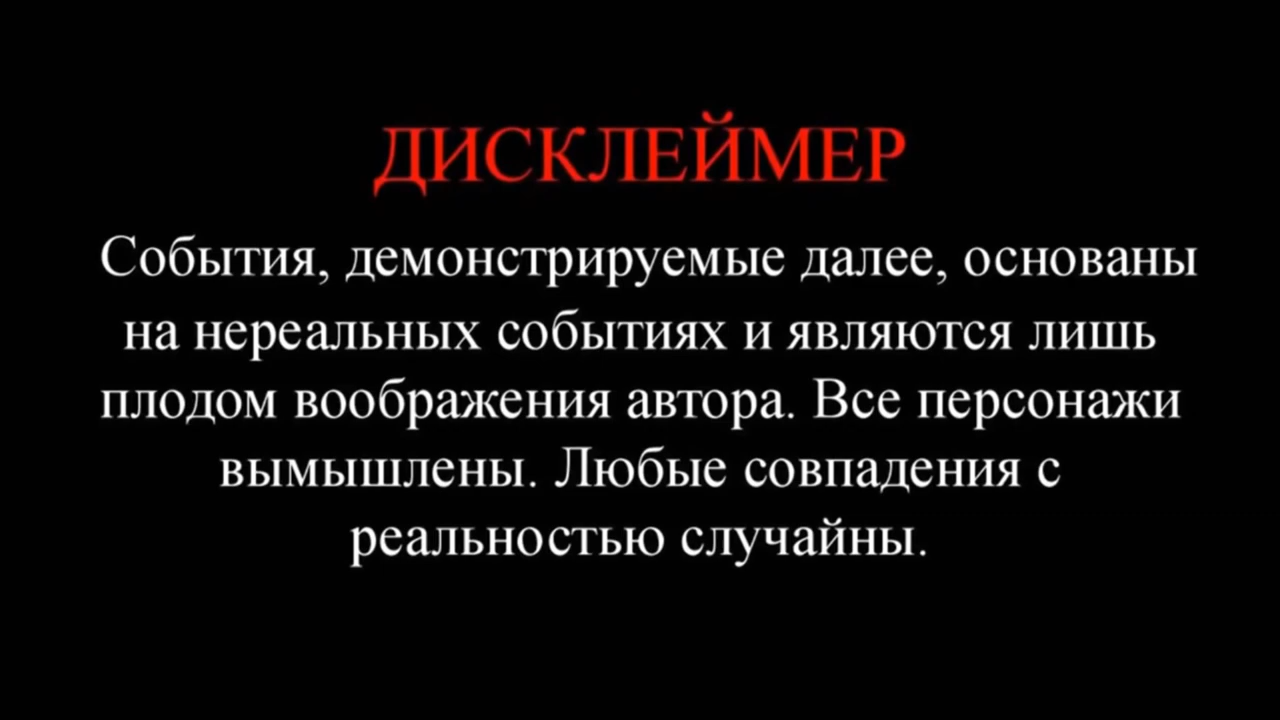 ДИСКЛЕЙМЕР
События, демонстрируемые далее, основаны
на нереальных событиях и являются лишь
плодом воображения автора. Все персонажи
вымышлены. Любые совпадения с
реальностью случайны.